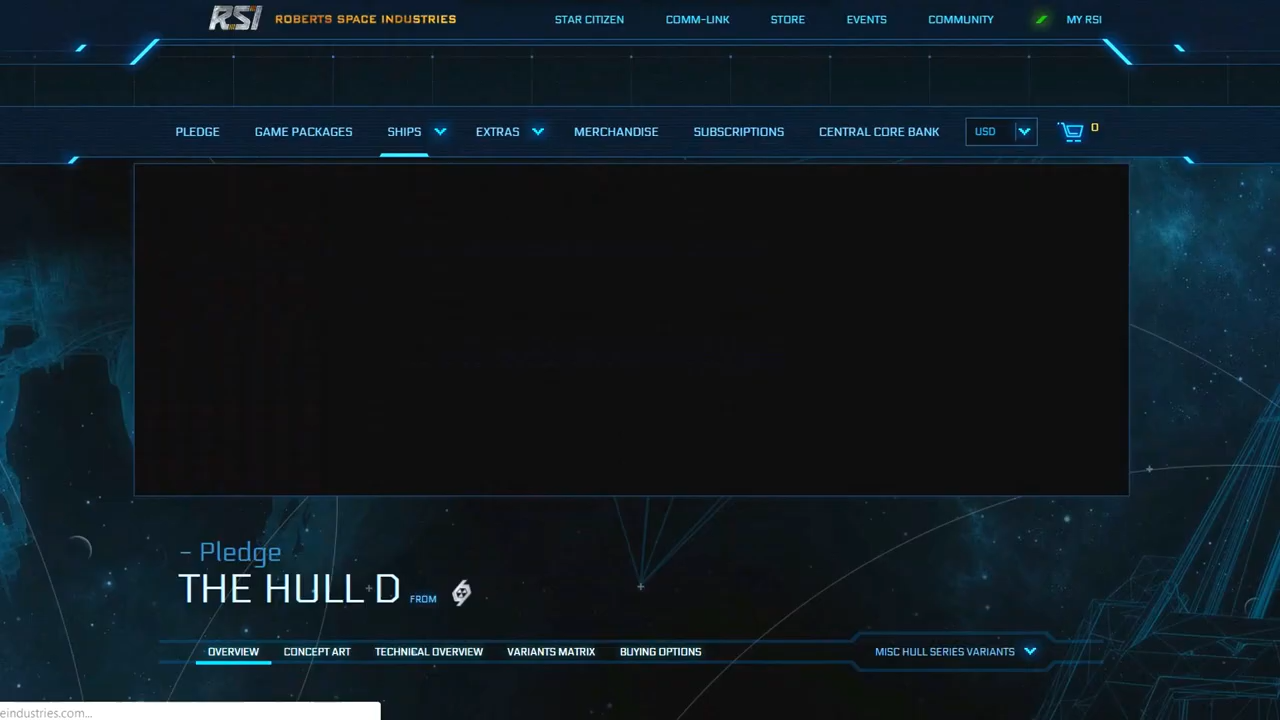 RSI ROBERTS SPACE INDUSTRIES STAR CITIZEN COMM-LINK STORE EVENTS COMMUNITY MY RSI
PLEDGE GAME PACKAGES SHIPS EXTRAS MERCHANDISE SUBSCRIPTIONS CENTRAL CORE BANK USD 0
– Pledge
THE HULL D FROM
OVERVIEW CONCEPT ART TECHNICAL OVERVIEW VARIANTS MATRIX BUYING OPTIONS MISC HULL SERIES VARIANTS
eindustries.com...